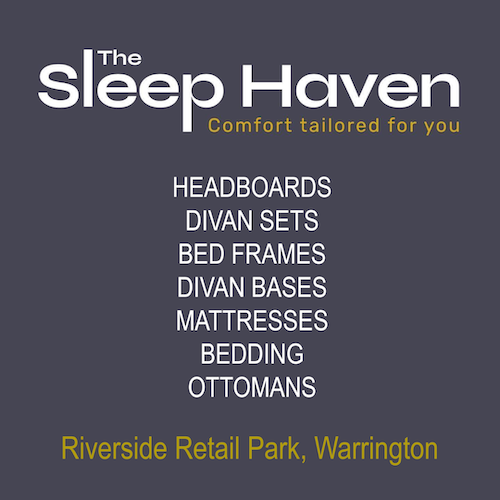 The
Sleep Haven
Comfort tailored for you
HEADBOARDS
DIVAN SETS
BED FRAMES
DIVAN BASES
MATTRESSES
BEDDING
OTTOMANS
Riverside Retail Park, Warrington